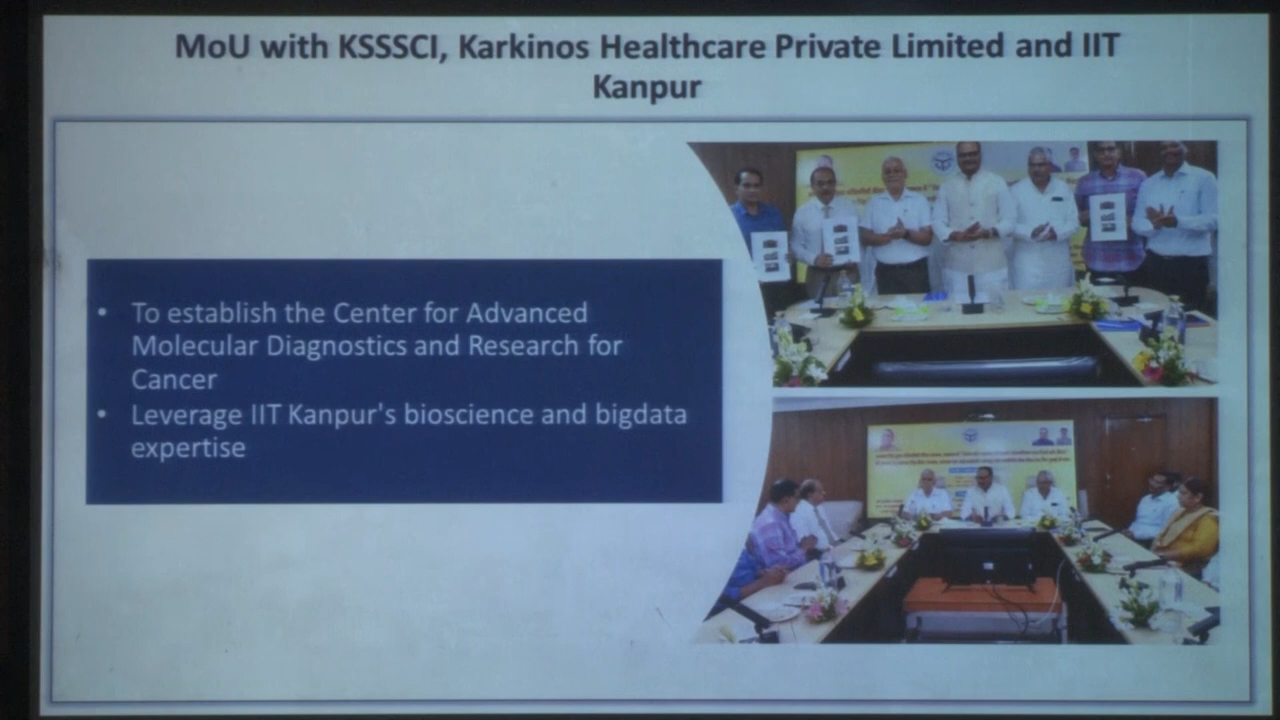 MoU with KSSSCI, Karkinos Healthcare Private Limited and IIT
Kanpur
• To establish the Center for Advanced
Molecular Diagnostics and Research for
Cancer
• Leverage IIT Kanpur's bioscience and bigdata
expertise